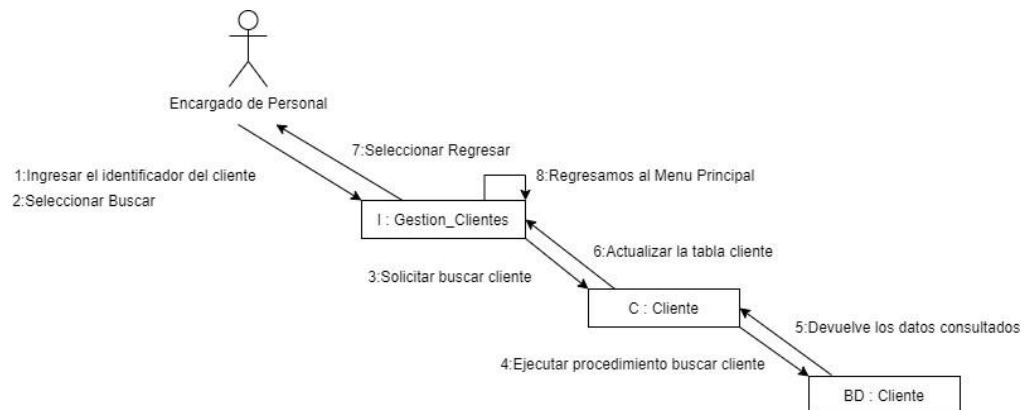 Encargado de Personal
7:Seleccionar Regresar
1:Ingresar el identificador del cliente
2:Seleccionar Buscar
8:Regresamos al Menu Principal
I : Gestion_Clientes
6:Actualizar la tabla cliente
3:Solicitar buscar cliente
C : Cliente
5:Devuelve los datos consultados
4:Ejecutar procedimiento buscar cliente
BD : Cliente